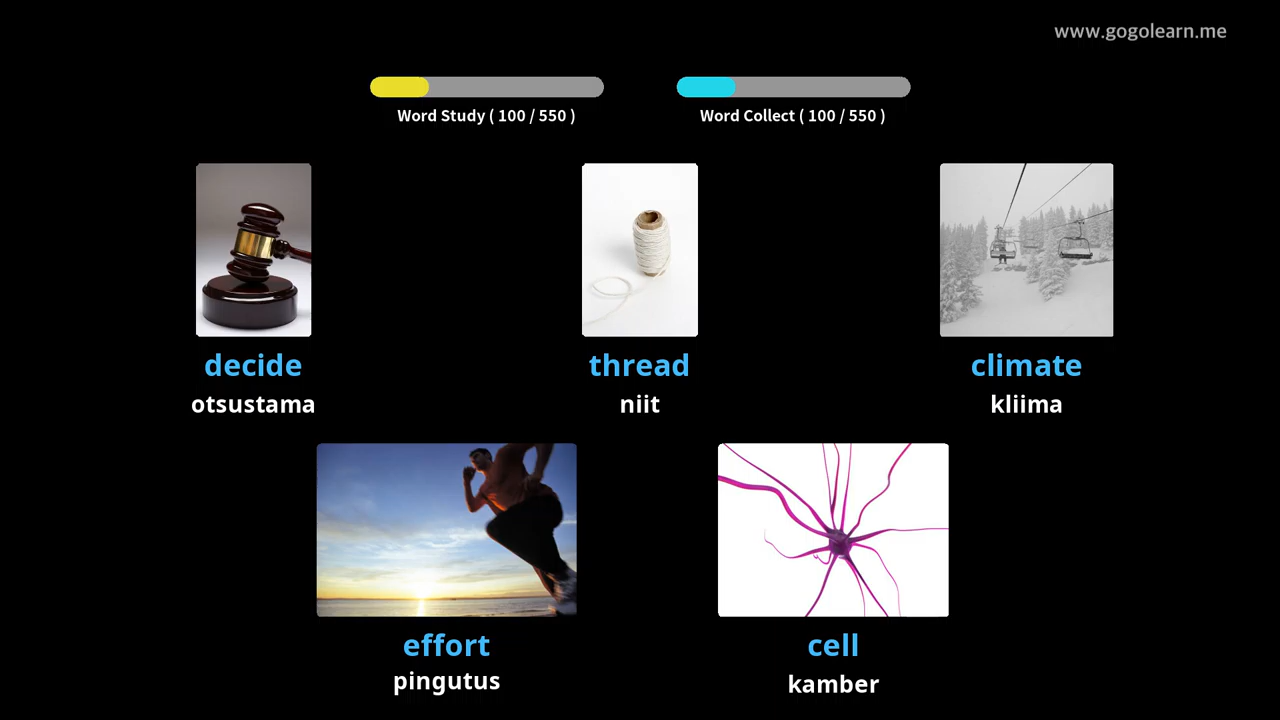 www.gogolearn.me
Word Study ( 100 / 550 )
Word Collect ( 100 / 550 )
decide
otsustama
thread
niit
climate
kliima
effort
pingutus
cell
kamber